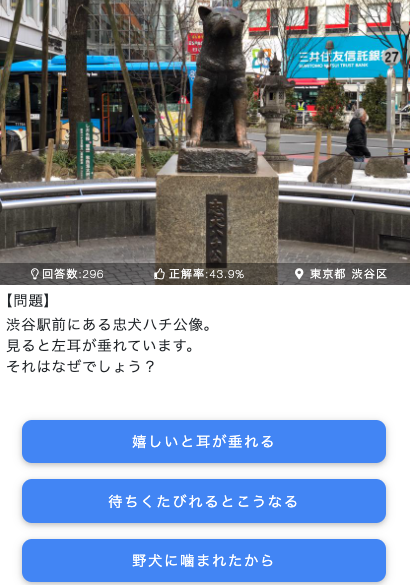 三井住友信託銀
SUMITOMO MITSUI TRUST BANK
27
忠犬ハチ公
回答数:296
正解率:43.9%
東京都 渋谷区
【問題】
渋谷駅前にある忠犬ハチ公像。
見ると左耳が垂れています。
それはなぜでしょう？
嬉しいと耳が垂れる
待ちくたびれるとこうなる
野犬に噛まれたから